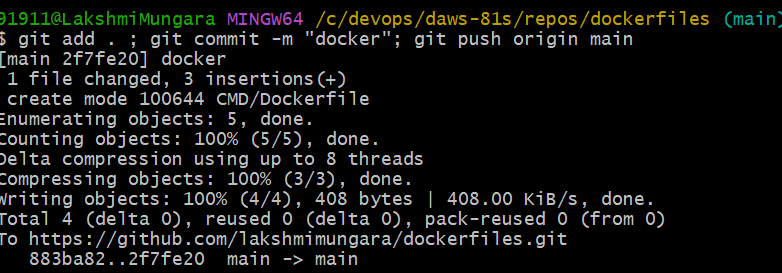 91911@LakshmiMungara MINGW64 /c/devops/daws-81s/repos/dockerfiles (main)
$ git add . ; git commit -m "docker"; git push origin main
[main 2f7fe20] docker
1 file changed, 3 insertions(+)
create mode 100644 CMD/Dockerfile
Enumerating objects: 5, done.
Counting objects: 100% (5/5), done.
Delta compression using up to 8 threads
Compressing objects: 100% (3/3), done.
Writing objects: 100% (4/4), 408 bytes | 408.00 KiB/s, done.
Total 4 (delta 0), reused 0 (delta 0), pack-reused 0 (from 0)
To https://github.com/lakshmimungara/dockerfiles.git
883ba82..2f7fe20  main -> main